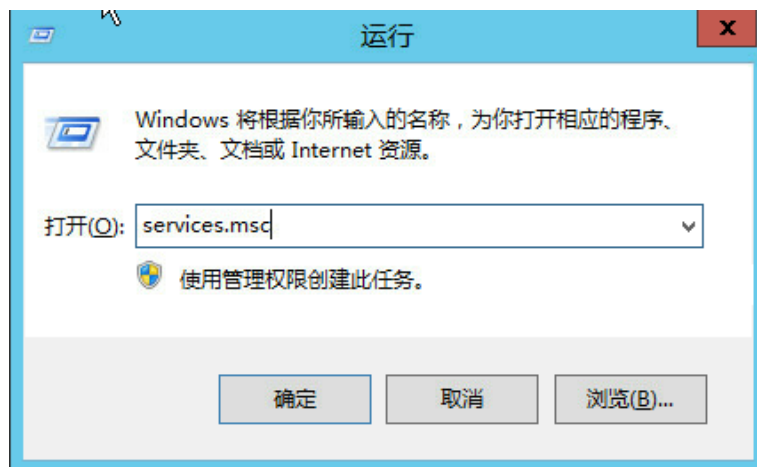 运行
x
Windows 将根据你所输入的名称，为你打开相应的程序、
文件夹、文档或 Internet 资源。
打开(O): services.msc
使用管理权限创建此任务。
确定 取消 浏览(B)...